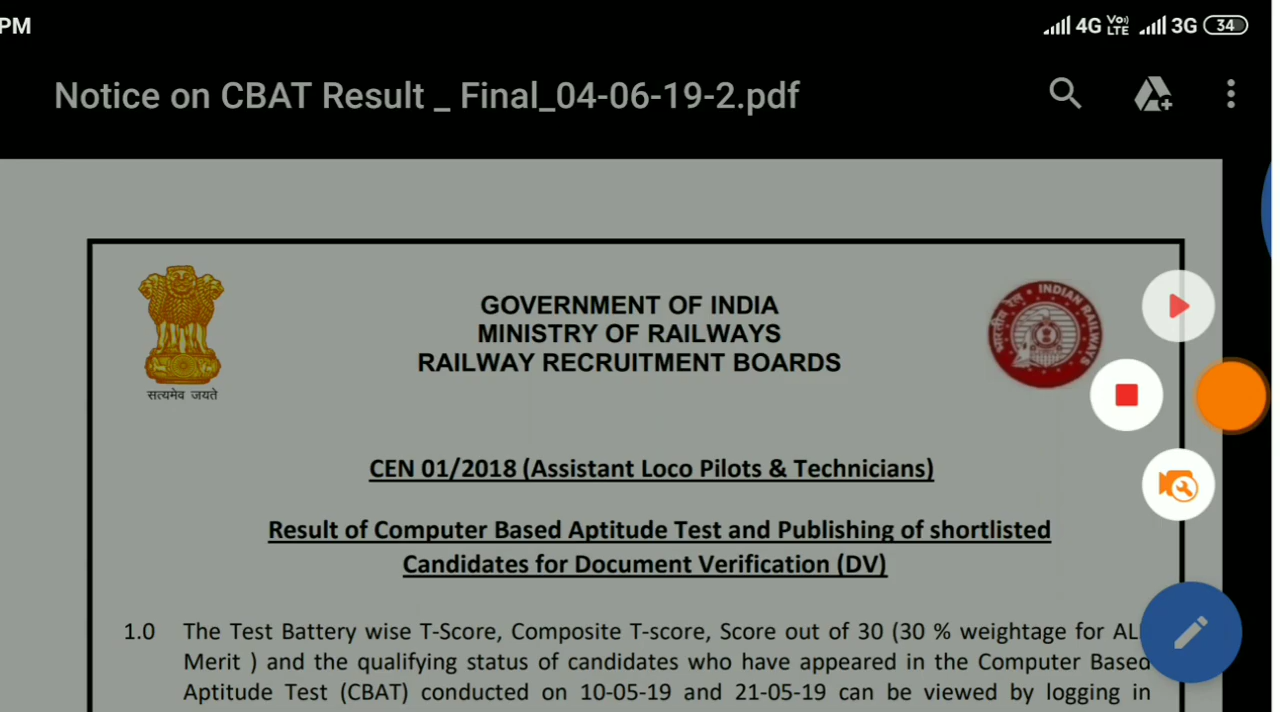 PM
4G Vo) LTE 3G 34
Notice on CBAT Result _ Final_04-06-19-2.pdf
GOVERNMENT OF INDIA
MINISTRY OF RAILWAYS
RAILWAY RECRUITMENT BOARDS
सत्यमेव जयते
भारतीय रेल INDIAN RAILWAYS
CEN 01/2018 (Assistant Loco Pilots & Technicians)
Result of Computer Based Aptitude Test and Publishing of shortlisted
Candidates for Document Verification (DV)
1.0 The Test Battery wise T-Score, Composite T-score, Score out of 30 (30 % weightage for AL
Merit ) and the qualifying status of candidates who have appeared in the Computer Based
Aptitude Test (CBAT) conducted on 10-05-19 and 21-05-19 can be viewed by logging in